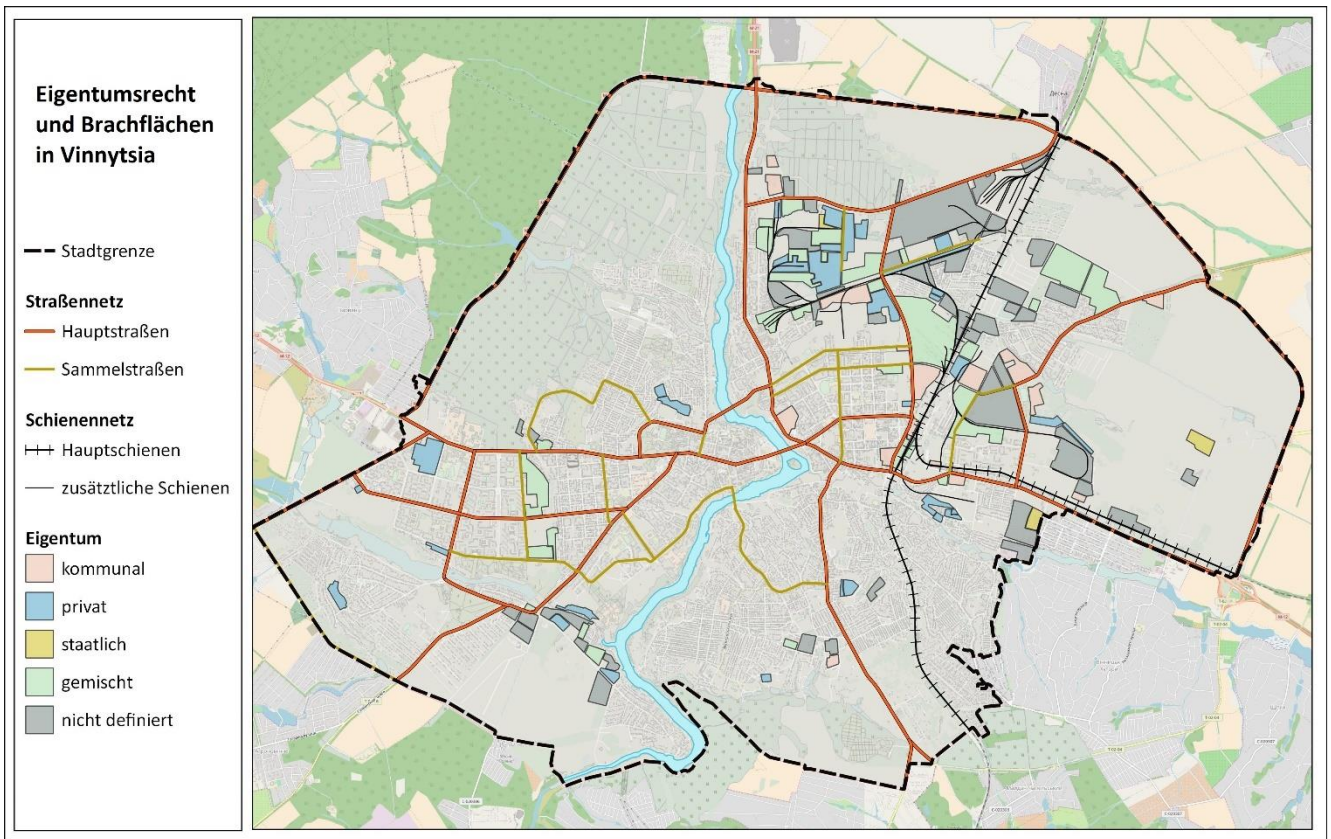 Eigentumsrecht
und Brachflächen
in Vinnytsia
Stadtgrenze
Straßennetz
Hauptstraßen
Sammelstraßen
Schienennetz
Hauptschienen
zusätztliche Schienen
Eigentum
kommunal
privat
staatlich
gemischt
nicht definiert